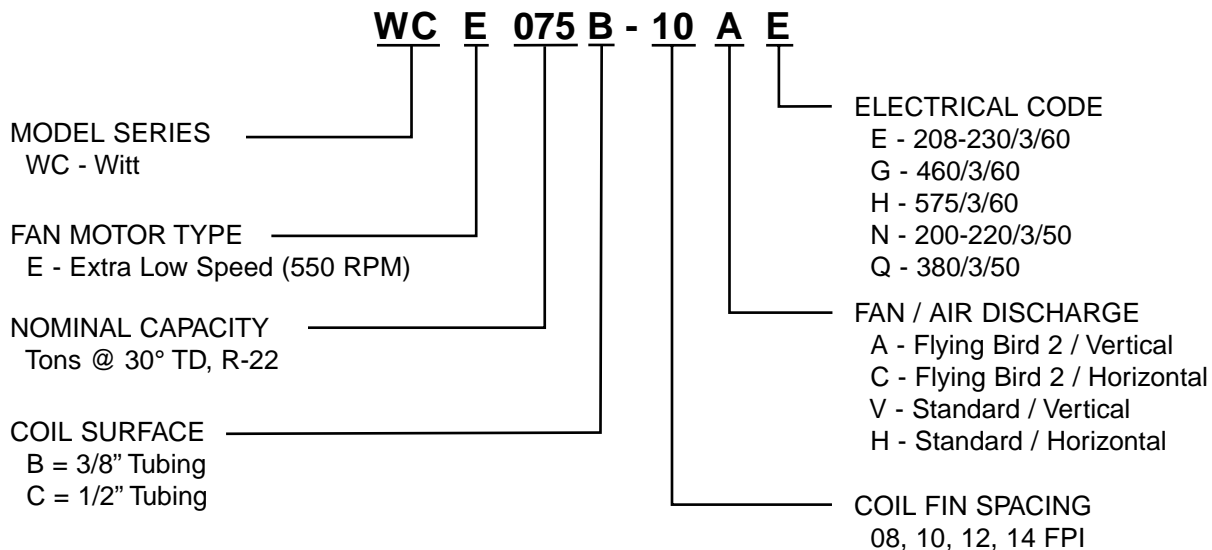 WC E 075 B - 10 A E
MODEL SERIES
WC - Witt
FAN MOTOR TYPE
E - Extra Low Speed (550 RPM)
NOMINAL CAPACITY
Tons @ 30° TD, R-22
COIL SURFACE
B = 3/8” Tubing
C = 1/2” Tubing
ELECTRICAL CODE
E - 208-230/3/60
G - 460/3/60
H - 575/3/60
N - 200-220/3/50
Q - 380/3/50
FAN / AIR DISCHARGE
A - Flying Bird 2 / Vertical
C - Flying Bird 2 / Horizontal
V - Standard / Vertical
H - Standard / Horizontal
COIL FIN SPACING
08, 10, 12, 14 FPI